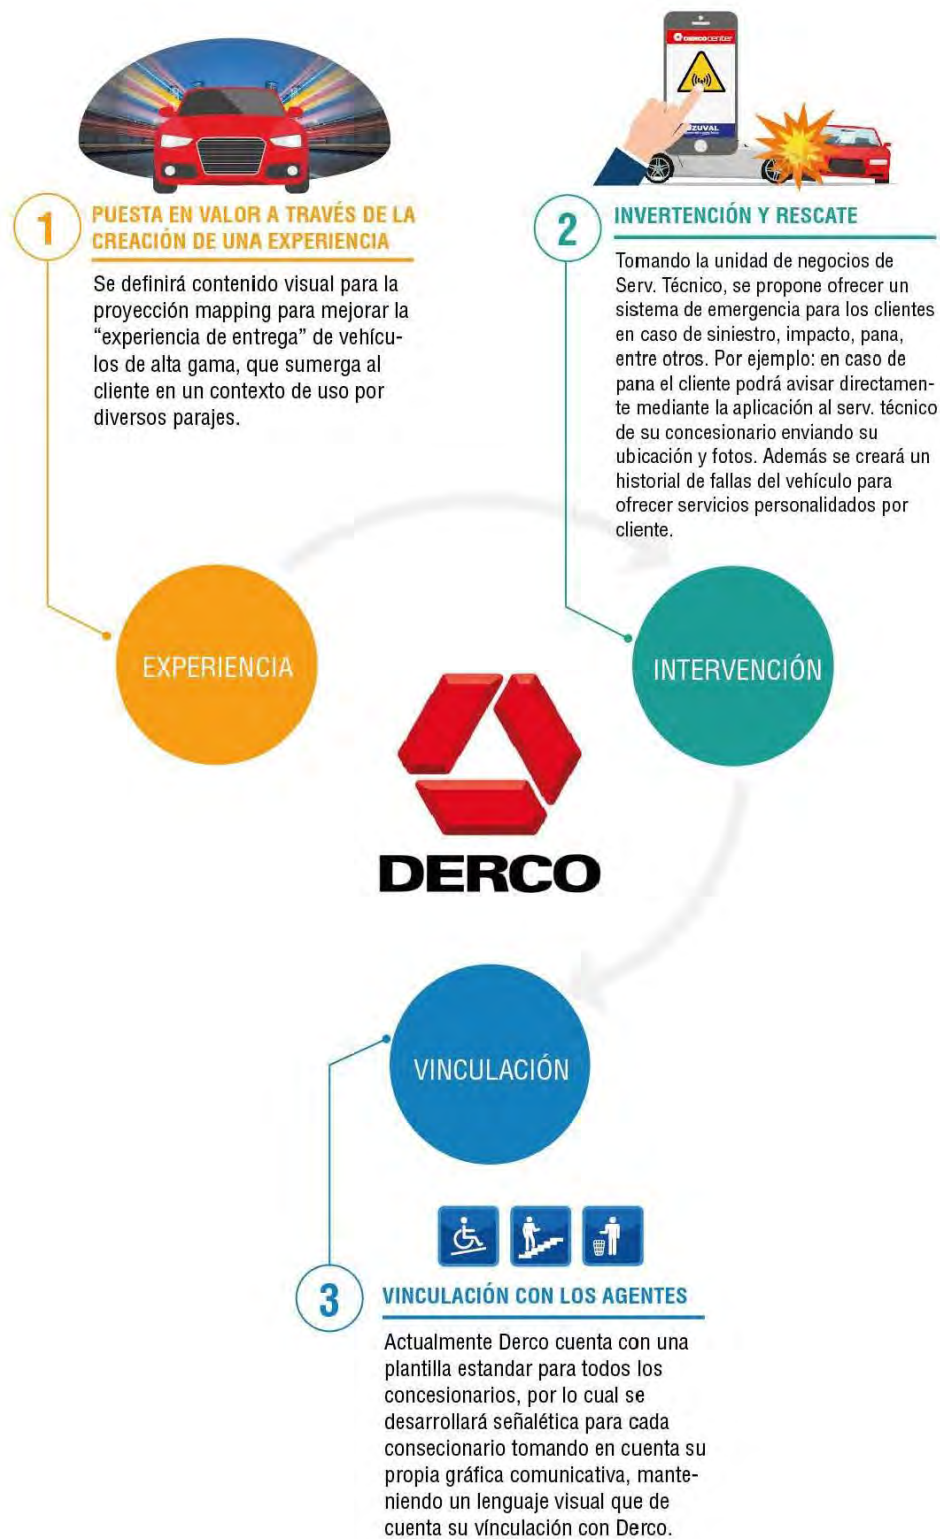 DERCOcenter
1
PUESTA EN VALOR A TRAVÉS DE LA
CREACIÓN DE UNA EXPERIENCIA
Se definirá contenido visual para la
proyección mapping para mejorar la
“experiencia de entrega” de vehícu-
los de alta gama, que sumerga al
cliente en un contexto de uso por
diversos parajes.
2
INVERTENCIÓN Y RESCATE
Tomando la unidad de negocios de
Serv. Técnico, se propone ofrecer un
sistema de emergencia para los clientes
en caso de siniestro, impacto, pana,
entre otros. Por ejemplo: en caso de
pana el cliente podrá avisar directamen-
te mediante la aplicación al serv. técnico
de su concesionario enviando su
ubicación y fotos. Además se creará un
historial de fallas del vehículo para
ofrecer servicios personalidados por
cliente.
EXPERIENCIA
INTERVENCIÓN
DERCO
VINCULACIÓN
3
VINCULACIÓN CON LOS AGENTES
Actualmente Derco cuenta con una
plantilla estandar para todos los
concesionarios, por lo cual se
desarrollará señalética para cada
consecionario tomando en cuenta su
propia gráfica comunicativa, mante-
niendo un lenguaje visual que de
cuenta su vínculación con Derco.